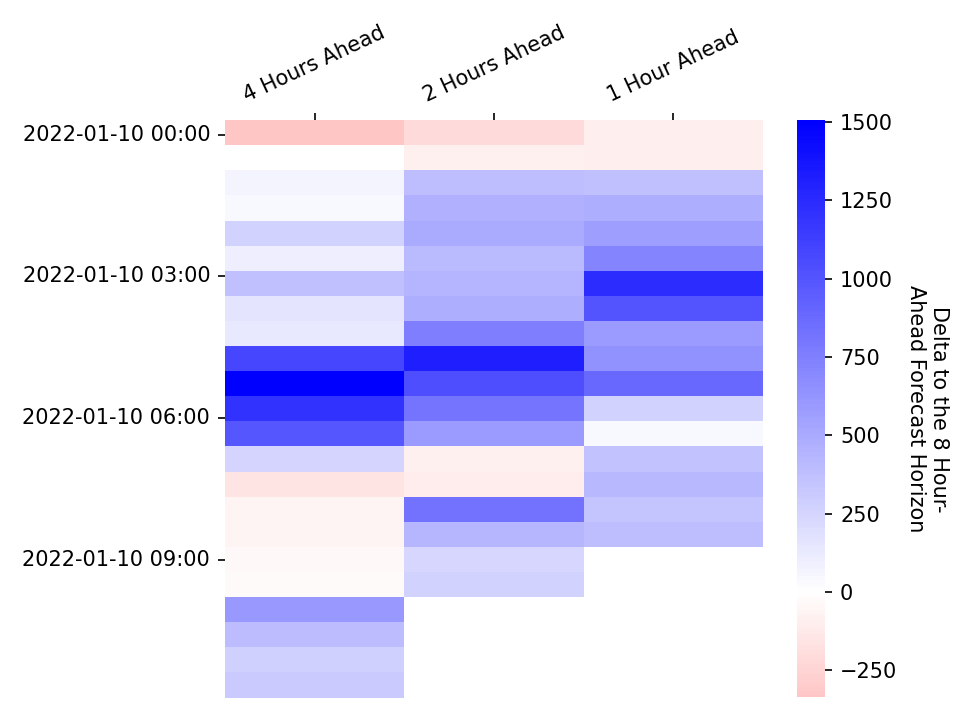 4 Hours Ahead
2 Hours Ahead
1 Hour Ahead
2022-01-10 00:00
2022-01-10 03:00
2022-01-10 06:00
2022-01-10 09:00
1500
1250
1000
750
500
250
0
−250
Delta to the 8 Hour-
Ahead Forecast Horizon